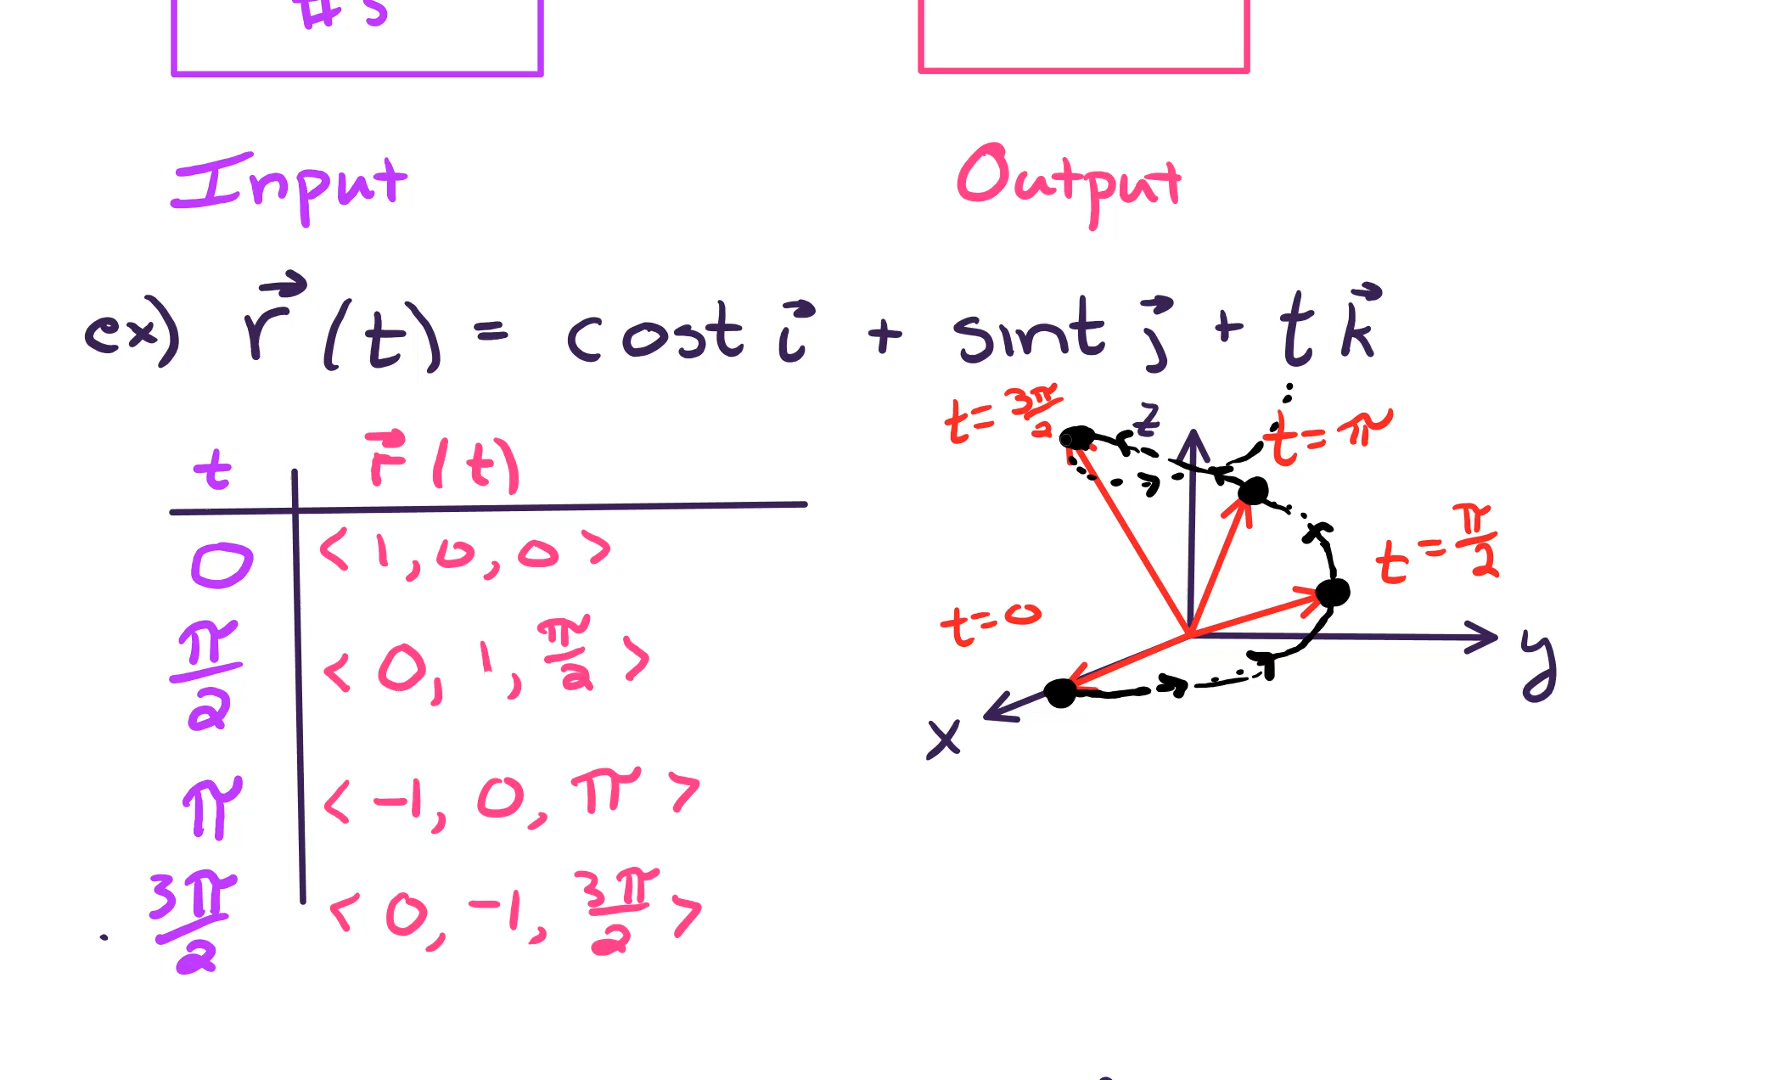 #s
Input
Output
ex) r⃗(t) = cost i⃗ + sint j⃗ + t k⃗
t r⃗(t)
0 <1, 0, 0>
π/2 <0, 1, π/2>
π <-1, 0, π>
3π/2 <0, -1, 3π/2>
t = 3π/2
z
t = π
t = π/2
t = 0
y
x